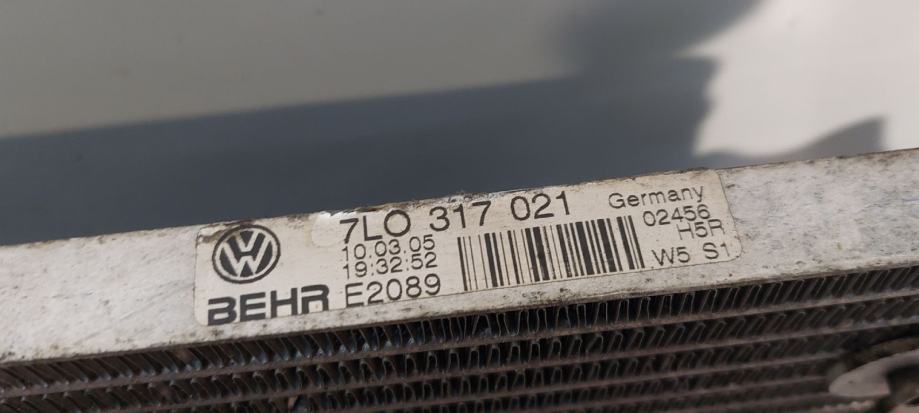 7L0 317 021
Germany
10.03.05
02456
19:32:52
H5R
BEHR E2089
W5 S1